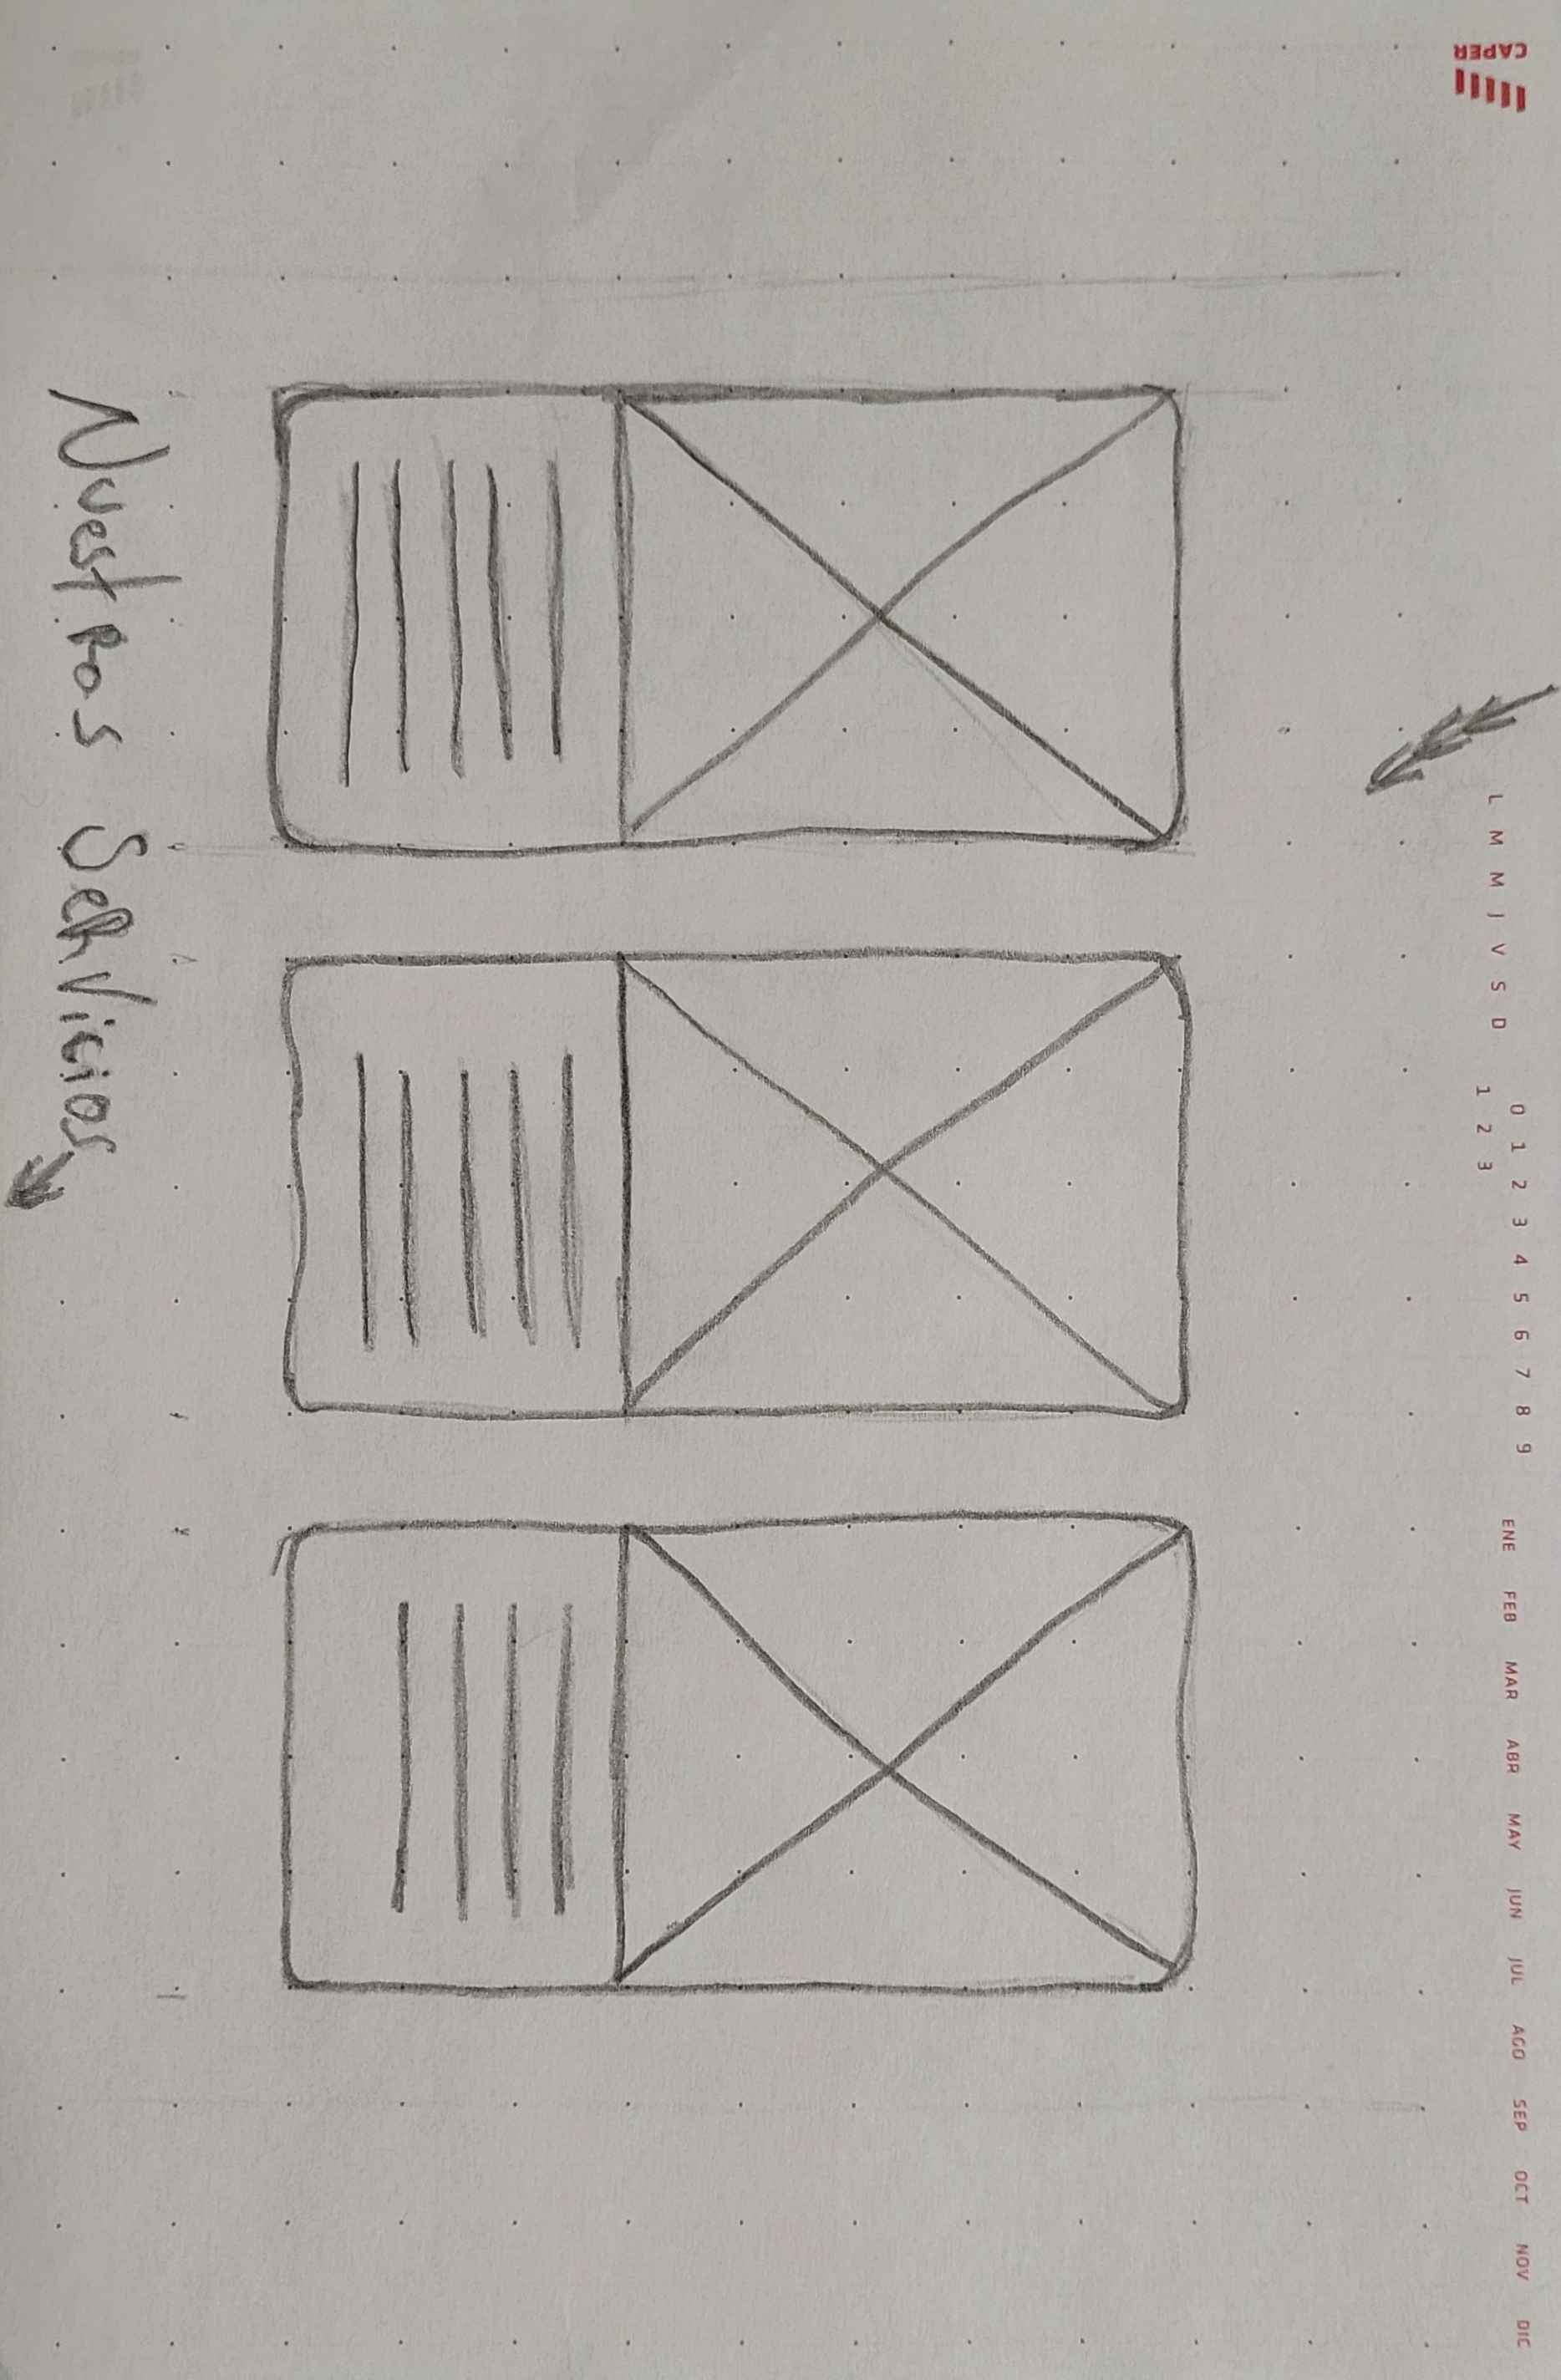 CAPER
L M M J V S D
0 1 2 3 4 5 6 7 8 9
1 2 3
ENE FEB MAR ABR MAY JUN JUL AGO SEP OCT NOV DIC
Nuestros Servicios